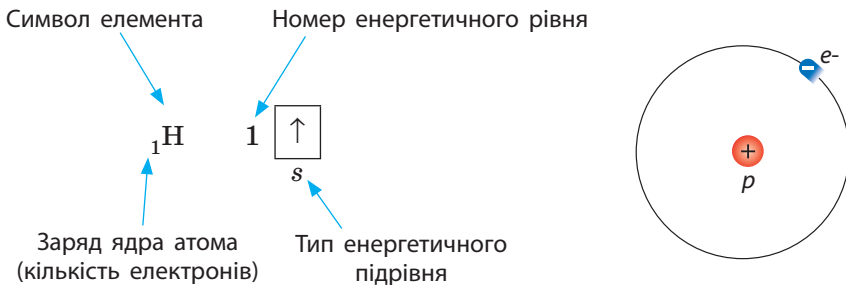 Символ елемента
Номер енергетичного рівня
₁H 1 ↑
s
Заряд ядра атома
(кількість електронів)
Тип енергетичного
підрівня
e-
−
+
p